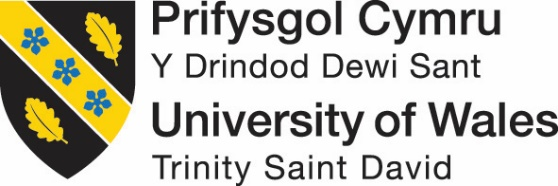 Prifysgol Cymru
Y Drindod Dewi Sant
University of Wales
Trinity Saint David